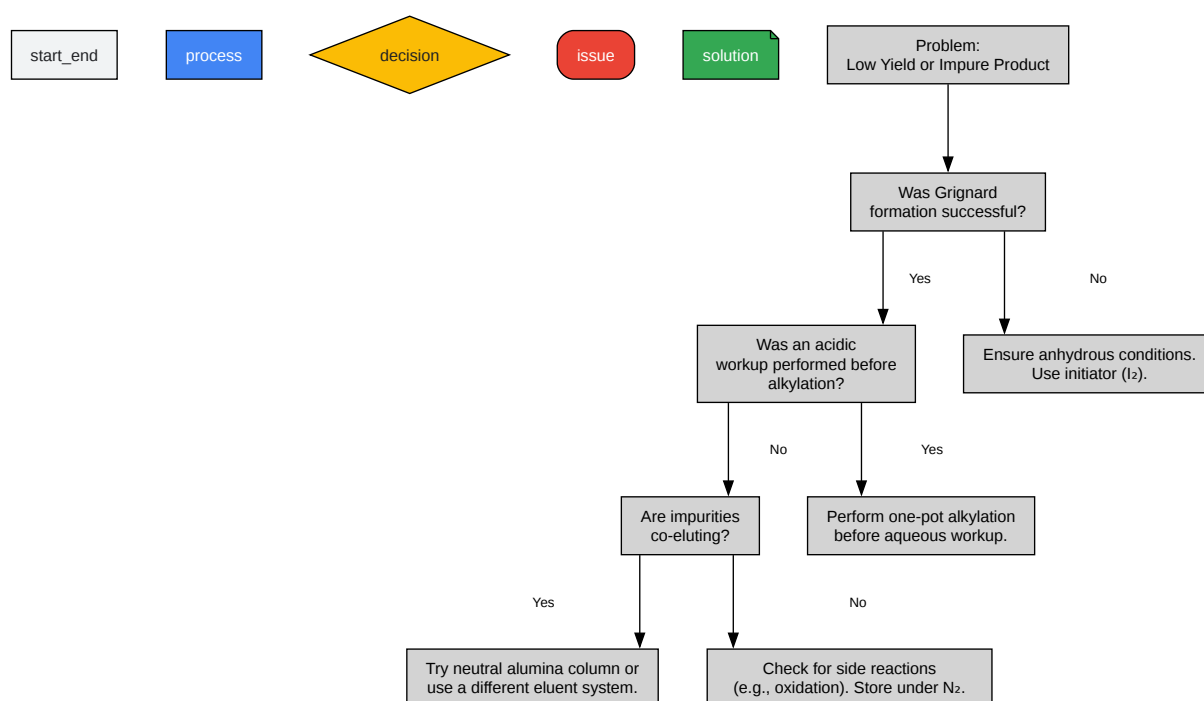 start_end
process
decision
issue
solution
Problem:
Low Yield or Impure Product
Was Grignard
formation successful?
Yes
No
Was an acidic
workup performed before
alkylation?
Ensure anhydrous conditions.
Use initiator (I₂).
No
Yes
Are impurities
co-eluting?
Perform one-pot alkylation
before aqueous workup.
Yes
No
Try neutral alumina column or
use a different eluent system.
Check for side reactions
(e.g., oxidation). Store under N₂.